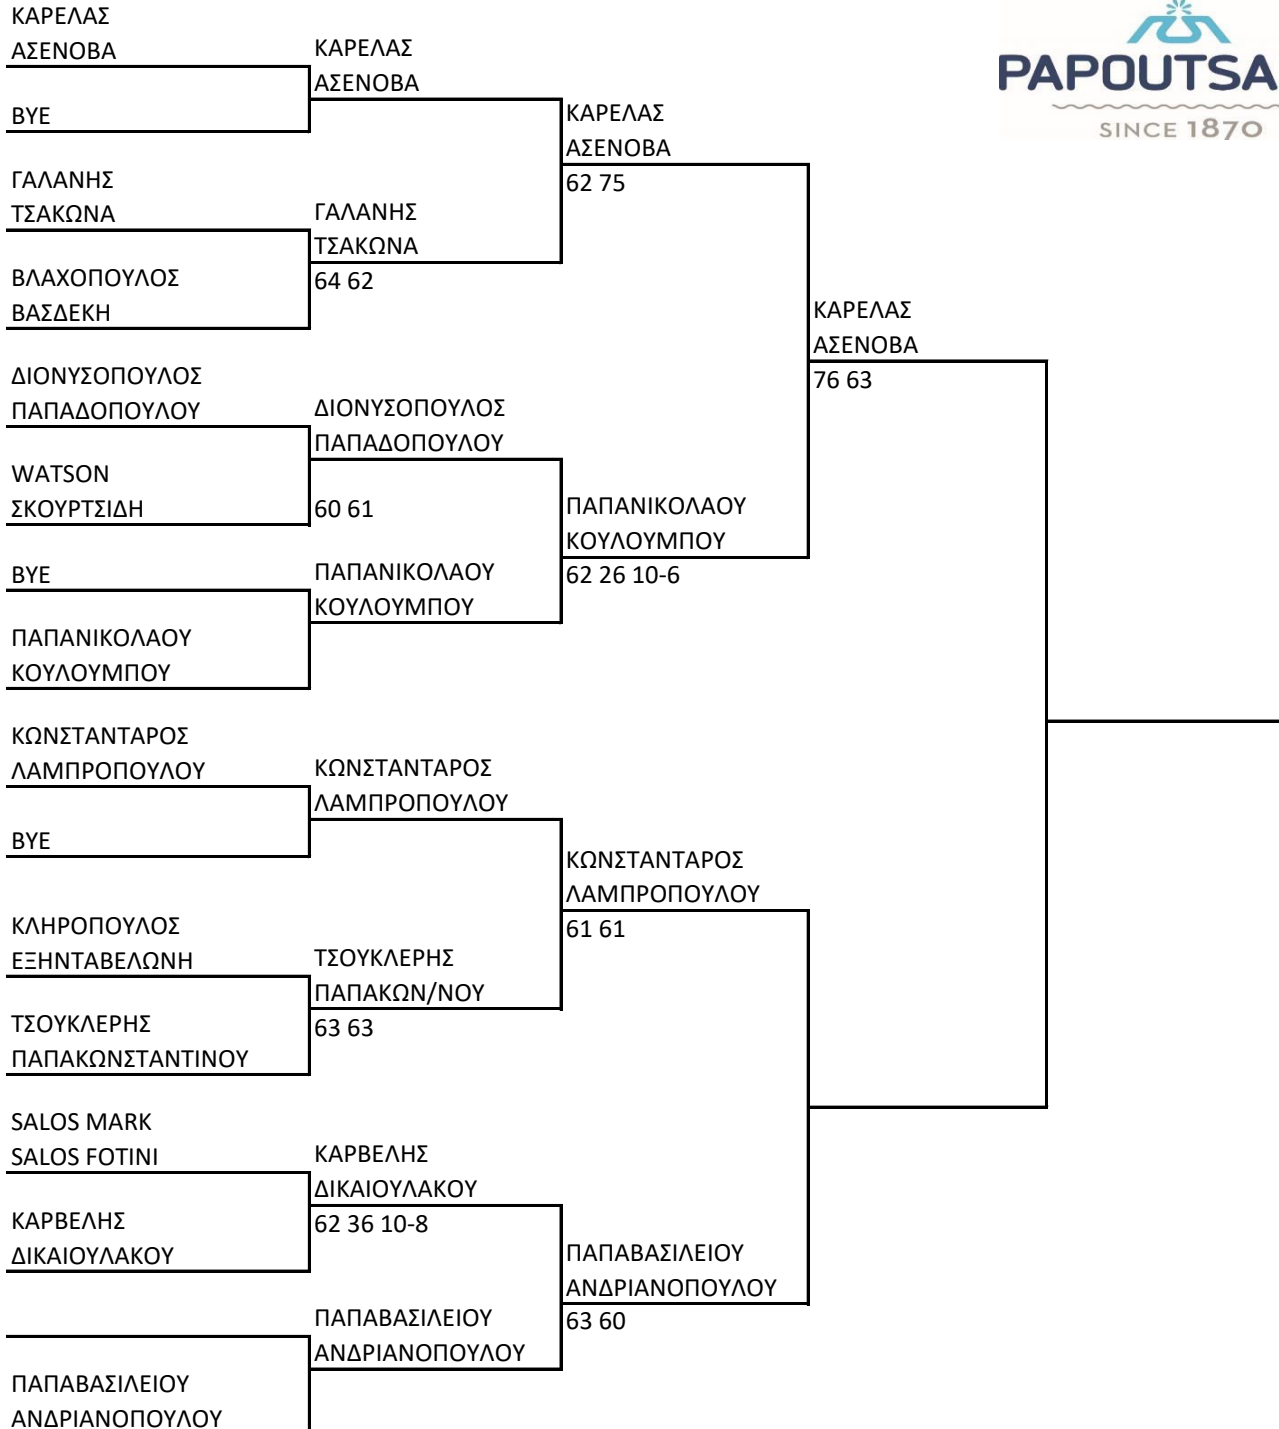 ΚΑΡΕΛΑΣ
ΑΣΕΝΟΒΑ
BYE
ΓΑΛΑΝΗΣ
ΤΣΑΚΩΝΑ
ΒΛΑΧΟΠΟΥΛΟΣ
ΒΑΣΔΕΚΗ
ΔΙΟΝΥΣΟΠΟΥΛΟΣ
ΠΑΠΑΔΟΠΟΥΛΟΥ
WATSON
ΣΚΟΥΡΤΣΙΔΗ
BYE
ΠΑΠΑΝΙΚΟΛΑΟΥ
ΚΟΥΛΟΥΜΠΟΥ
ΚΩΝΣΤΑΝΤΑΡΟΣ
ΛΑΜΠΡΟΠΟΥΛΟΥ
BYE
ΚΛΗΡΟΠΟΥΛΟΣ
ΕΞΗΝΤΑΒΕΛΩΝΗ
ΤΣΟΥΚΛΕΡΗΣ
ΠΑΠΑΚΩΝΣΤΑΝΤΙΝΟΥ
SALOS MARK
SALOS FOTINI
ΚΑΡΒΕΛΗΣ
ΔΙΚΑΙΟΥΛΑΚΟΥ
ΠΑΠΑΒΑΣΙΛΕΙΟΥ
ΑΝΔΡΙΑΝΟΠΟΥΛΟΥ
ΚΑΡΕΛΑΣ
ΑΣΕΝΟΒΑ
ΓΑΛΑΝΗΣ
ΤΣΑΚΩΝΑ
64 62
ΔΙΟΝΥΣΟΠΟΥΛΟΣ
ΠΑΠΑΔΟΠΟΥΛΟΥ
60 61
ΠΑΠΑΝΙΚΟΛΑΟΥ
ΚΟΥΛΟΥΜΠΟΥ
ΚΩΝΣΤΑΝΤΑΡΟΣ
ΛΑΜΠΡΟΠΟΥΛΟΥ
ΤΣΟΥΚΛΕΡΗΣ
ΠΑΠΑΚΩΝ/ΝΟΥ
63 63
ΚΑΡΒΕΛΗΣ
ΔΙΚΑΙΟΥΛΑΚΟΥ
62 36 10-8
ΠΑΠΑΒΑΣΙΛΕΙΟΥ
ΑΝΔΡΙΑΝΟΠΟΥΛΟΥ
ΚΑΡΕΛΑΣ
ΑΣΕΝΟΒΑ
62 75
ΠΑΠΑΝΙΚΟΛΑΟΥ
ΚΟΥΛΟΥΜΠΟΥ
62 26 10-6
ΚΩΝΣΤΑΝΤΑΡΟΣ
ΛΑΜΠΡΟΠΟΥΛΟΥ
61 61
ΠΑΠΑΒΑΣΙΛΕΙΟΥ
ΑΝΔΡΙΑΝΟΠΟΥΛΟΥ
63 60
ΚΑΡΕΛΑΣ
ΑΣΕΝΟΒΑ
76 63
PAPOUTSA
SINCE 1870